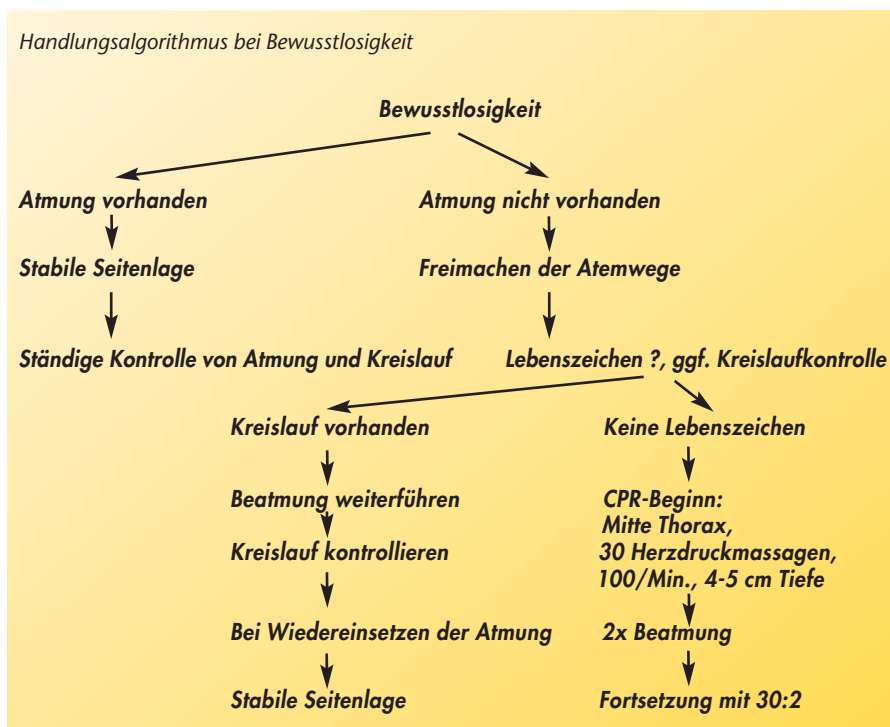 Handlungsalgorithmus bei Bewusstlosigkeit
Bewusstlosigkeit
Atmung vorhanden
Atmung nicht vorhanden
Stabile Seitenlage
Freimachen der Atemwege
Ständige Kontrolle von Atmung und Kreislauf
Lebenszeichen ?, ggf. Kreislaufkontrolle
Kreislauf vorhanden
Keine Lebenszeichen
Beatmung weiterführen
CPR-Beginn:
Mitte Thorax,
Kreislauf kontrollieren
30 Herzdruckmassagen,
100/Min., 4-5 cm Tiefe
Bei Wiedereinsetzen der Atmung
2x Beatmung
Stabile Seitenlage
Fortsetzung mit 30:2